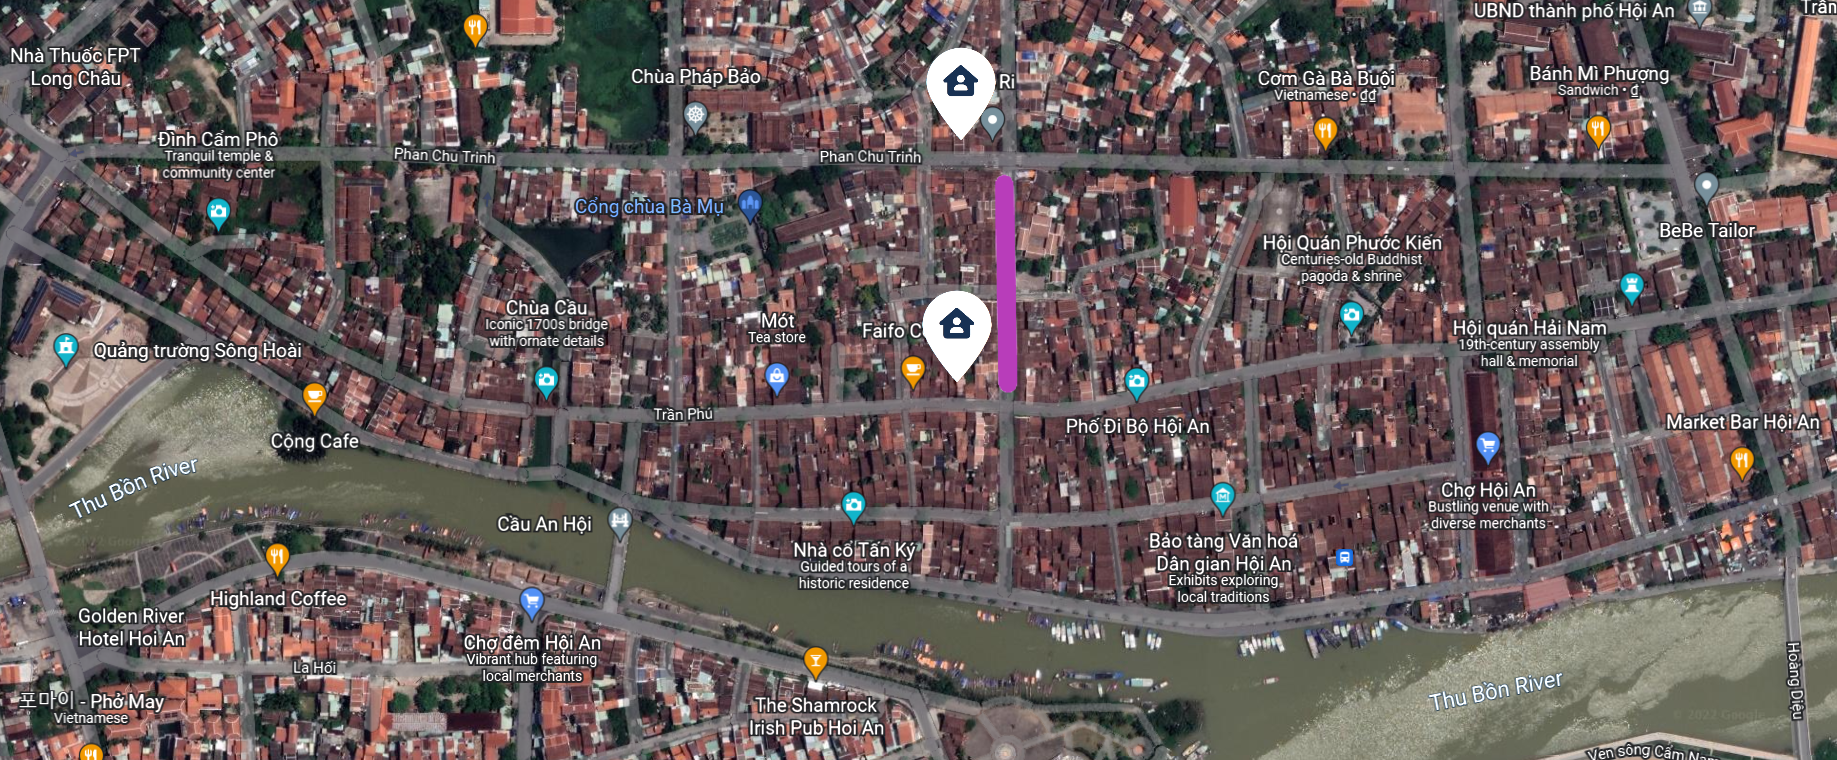 UBND thành phố Hội An
Trần
Nhà Thuốc FPT
Long Châu
Chùa Pháp Bảo
Ri
Cơm Gà Bà Buội
Vietnamese • ₫₫
Bánh Mì Phượng
Sandwich • ₫
Đình Cẩm Phô
Tranquil temple &
community center
Phan Chu Trinh
Phan Chu Trinh
Cổng chùa Bà Mụ
BeBe Tailor
Hội Quán Phước Kiến
Centuries-old Buddhist
pagoda & shrine
Chùa Cầu
Iconic 1700s bridge
with ornate details
Mót
Tea store
Faifo C
Hội quán Hải Nam
19th-century assembly
hall & memorial
Quảng trường Sông Hoài
Trần Phú
Phố Đi Bộ Hội An
Market Bar Hội An
Cộng Cafe
Thu Bồn River
Chợ Hội An
Bustling venue with
diverse merchants
Cầu An Hội
Nhà cổ Tấn Ký
Guided tours of a
historic residence
Bảo tàng Văn hoá
Dân gian Hội An
Exhibits exploring
local traditions
Highland Coffee
Golden River
Hotel Hoi An
Chợ đêm Hội An
Vibrant hub featuring
local merchants
La Hối
Hoàng Diệu
Thu Bồn River
포마이 - Phở May
Vietnamese
The Shamrock
Irish Pub Hoi An
Ven sông Cẩm Nam